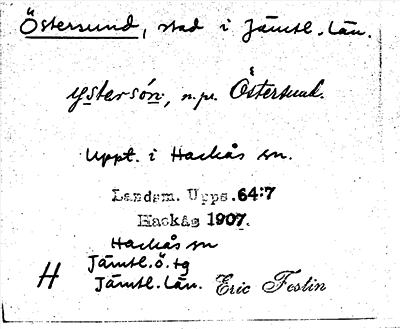 Östersund, stad i Jämtl. län.
ystersón, n.pr. Östersund.
Uppt. i Hackås sn.
Landsm. Upps. 64:7
Hackås 1907.
Hackås sn
H Jämtl. ö. tg
Jämtl. län. Eric Festin